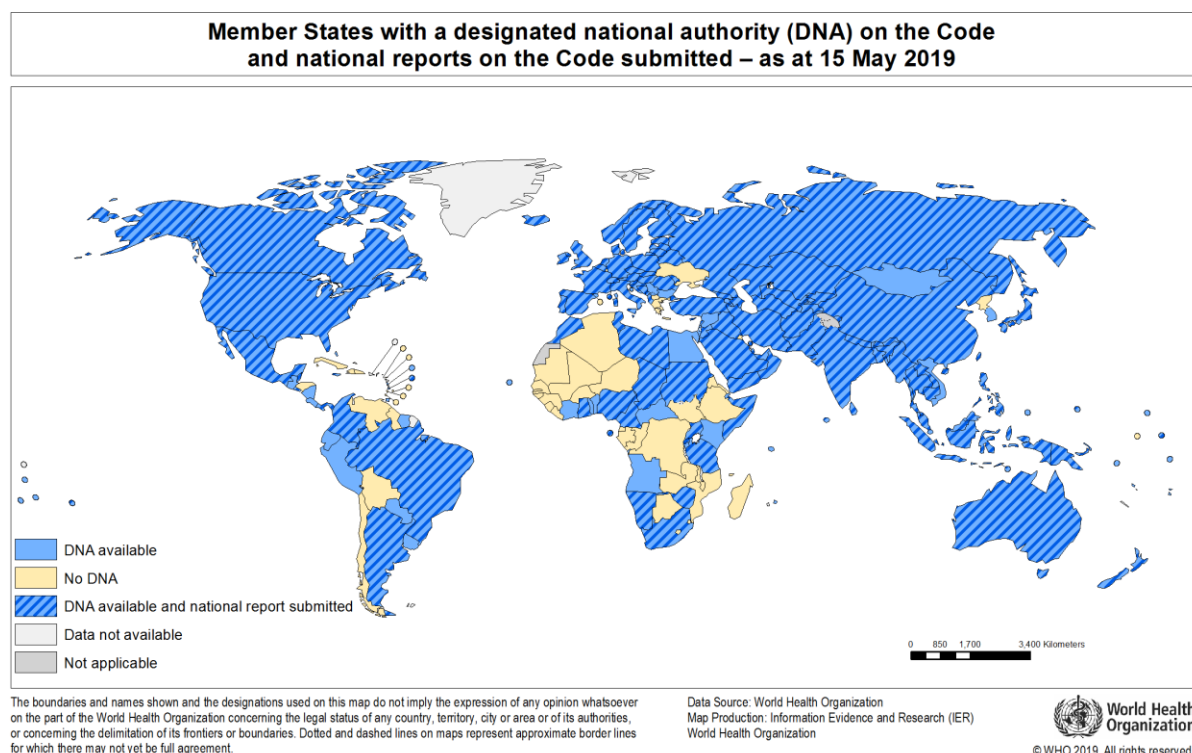 Member States with a designated national authority (DNA) on the Code
and national reports on the Code submitted – as at 15 May 2019
DNA available
No DNA
DNA available and national report submitted
Data not available
Not applicable
0 850 1,700 3,400 Kilometers
The boundaries and names shown and the designations used on this map do not imply the expression of any opinion whatsoever
on the part of the World Health Organization concerning the legal status of any country, territory, city or area or of its authorities,
or concerning the delimitation of its frontiers or boundaries. Dotted and dashed lines on maps represent approximate border lines
for which there may not yet be full agreement.
Data Source: World Health Organization
Map Production: Information Evidence and Research (IER)
World Health Organization
World Health
Organization
© WHO 2019. All rights reserved